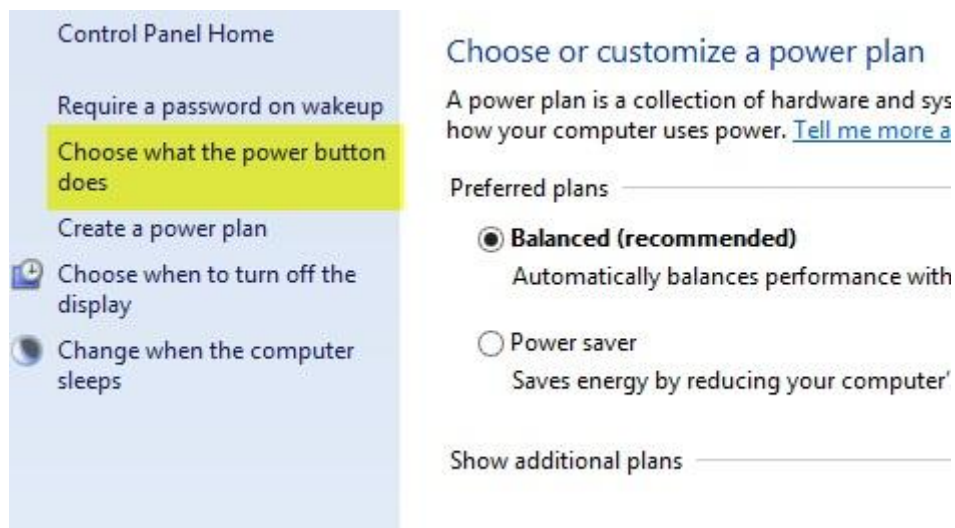 Control Panel Home
Require a password on wakeup
Choose what the power button
does
Create a power plan
Choose when to turn off the
display
Change when the computer
sleeps
Choose or customize a power plan
A power plan is a collection of hardware and sys
how your computer uses power. Tell me more a
Preferred plans
Balanced (recommended)
Automatically balances performance with
Power saver
Saves energy by reducing your computer'
Show additional plans